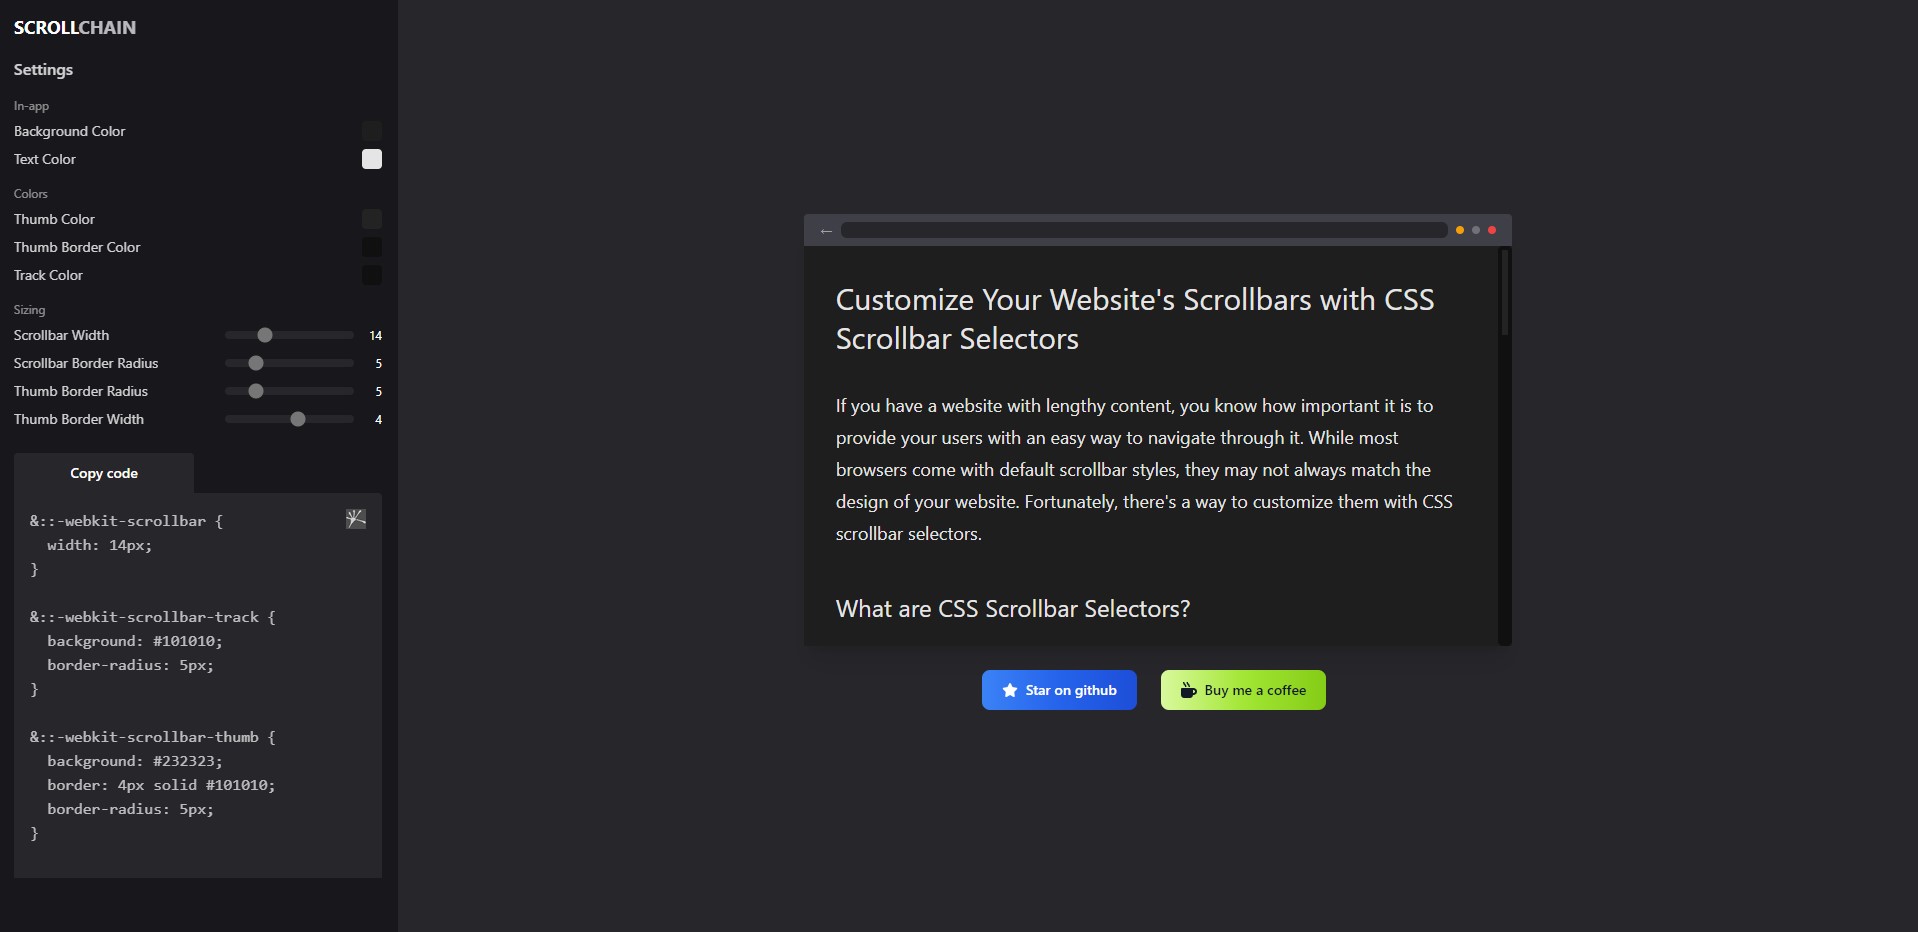 SCROLLCHAIN
Settings
In-app
Background Color
Text Color
Colors
Thumb Color
Thumb Border Color
Track Color
Sizing
Scrollbar Width 14
Scrollbar Border Radius 5
Thumb Border Radius 5
Thumb Border Width 4
Copy code
&::-webkit-scrollbar {
  width: 14px;
}
&::-webkit-scrollbar-track {
  background: #101010;
  border-radius: 5px;
}
&::-webkit-scrollbar-thumb {
  background: #232323;
  border: 4px solid #101010;
  border-radius: 5px;
}
←
Customize Your Website's Scrollbars with CSS
Scrollbar Selectors
If you have a website with lengthy content, you know how important it is to
provide your users with an easy way to navigate through it. While most
browsers come with default scrollbar styles, they may not always match the
design of your website. Fortunately, there's a way to customize them with CSS
scrollbar selectors.
What are CSS Scrollbar Selectors?
Star on github
Buy me a coffee